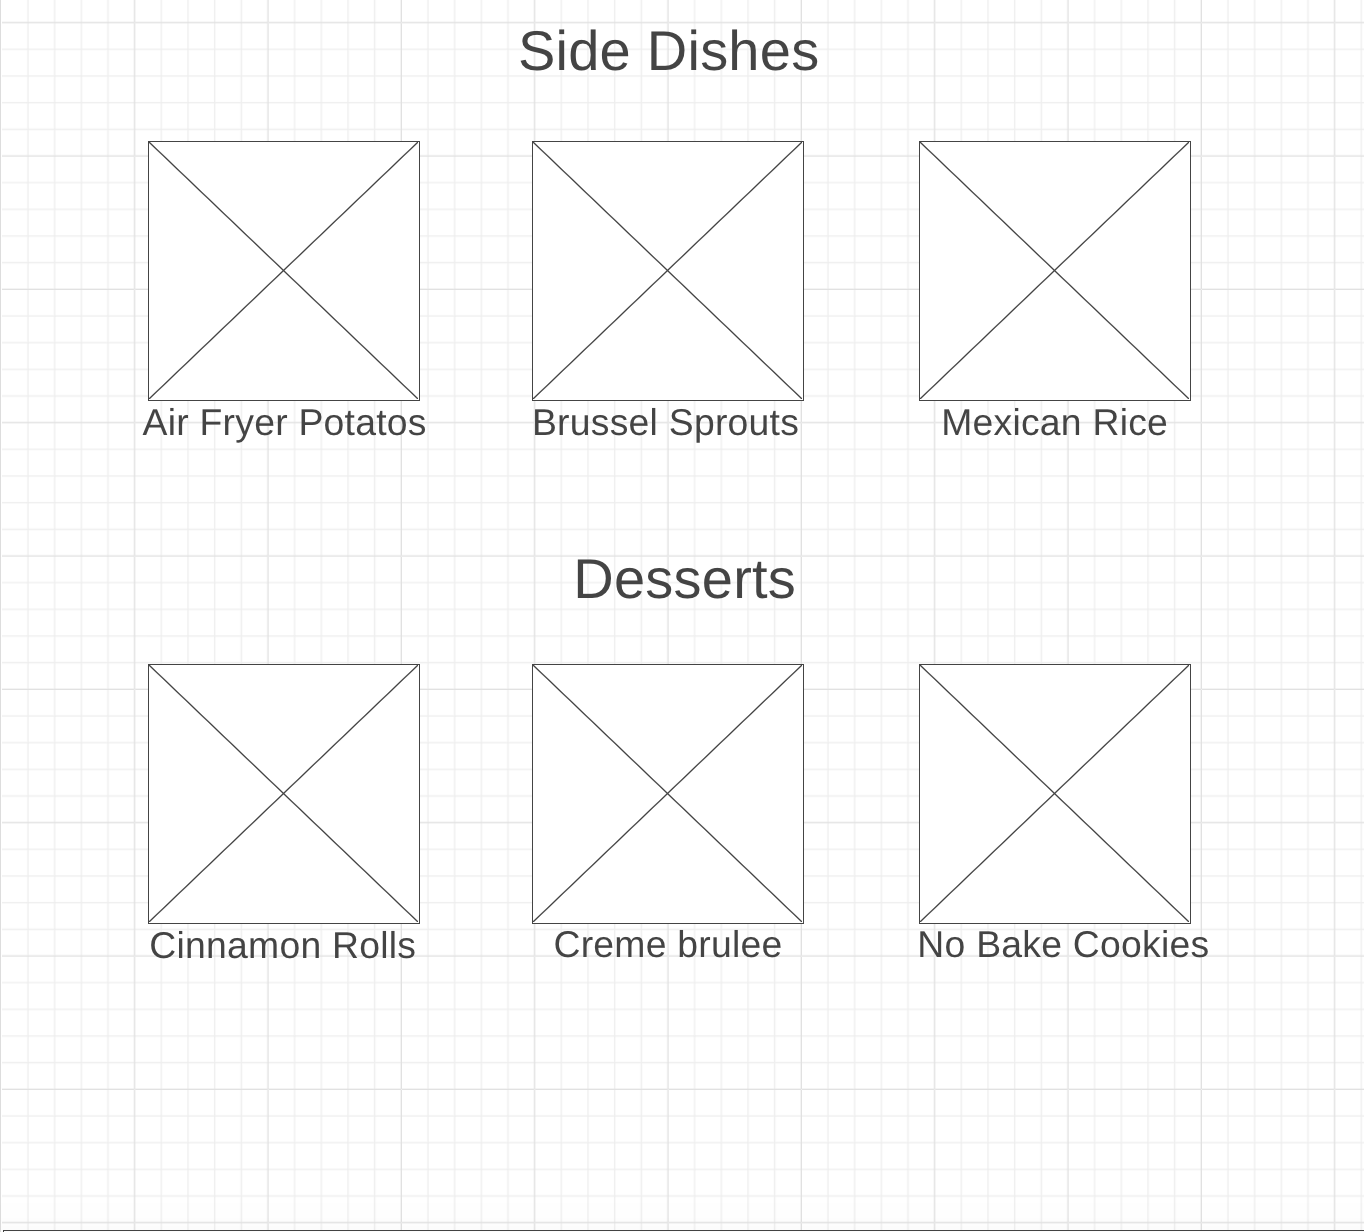 Side Dishes
Air Fryer Potatos
Brussel Sprouts
Mexican Rice
Desserts
Cinnamon Rolls
Creme brulee
No Bake Cookies